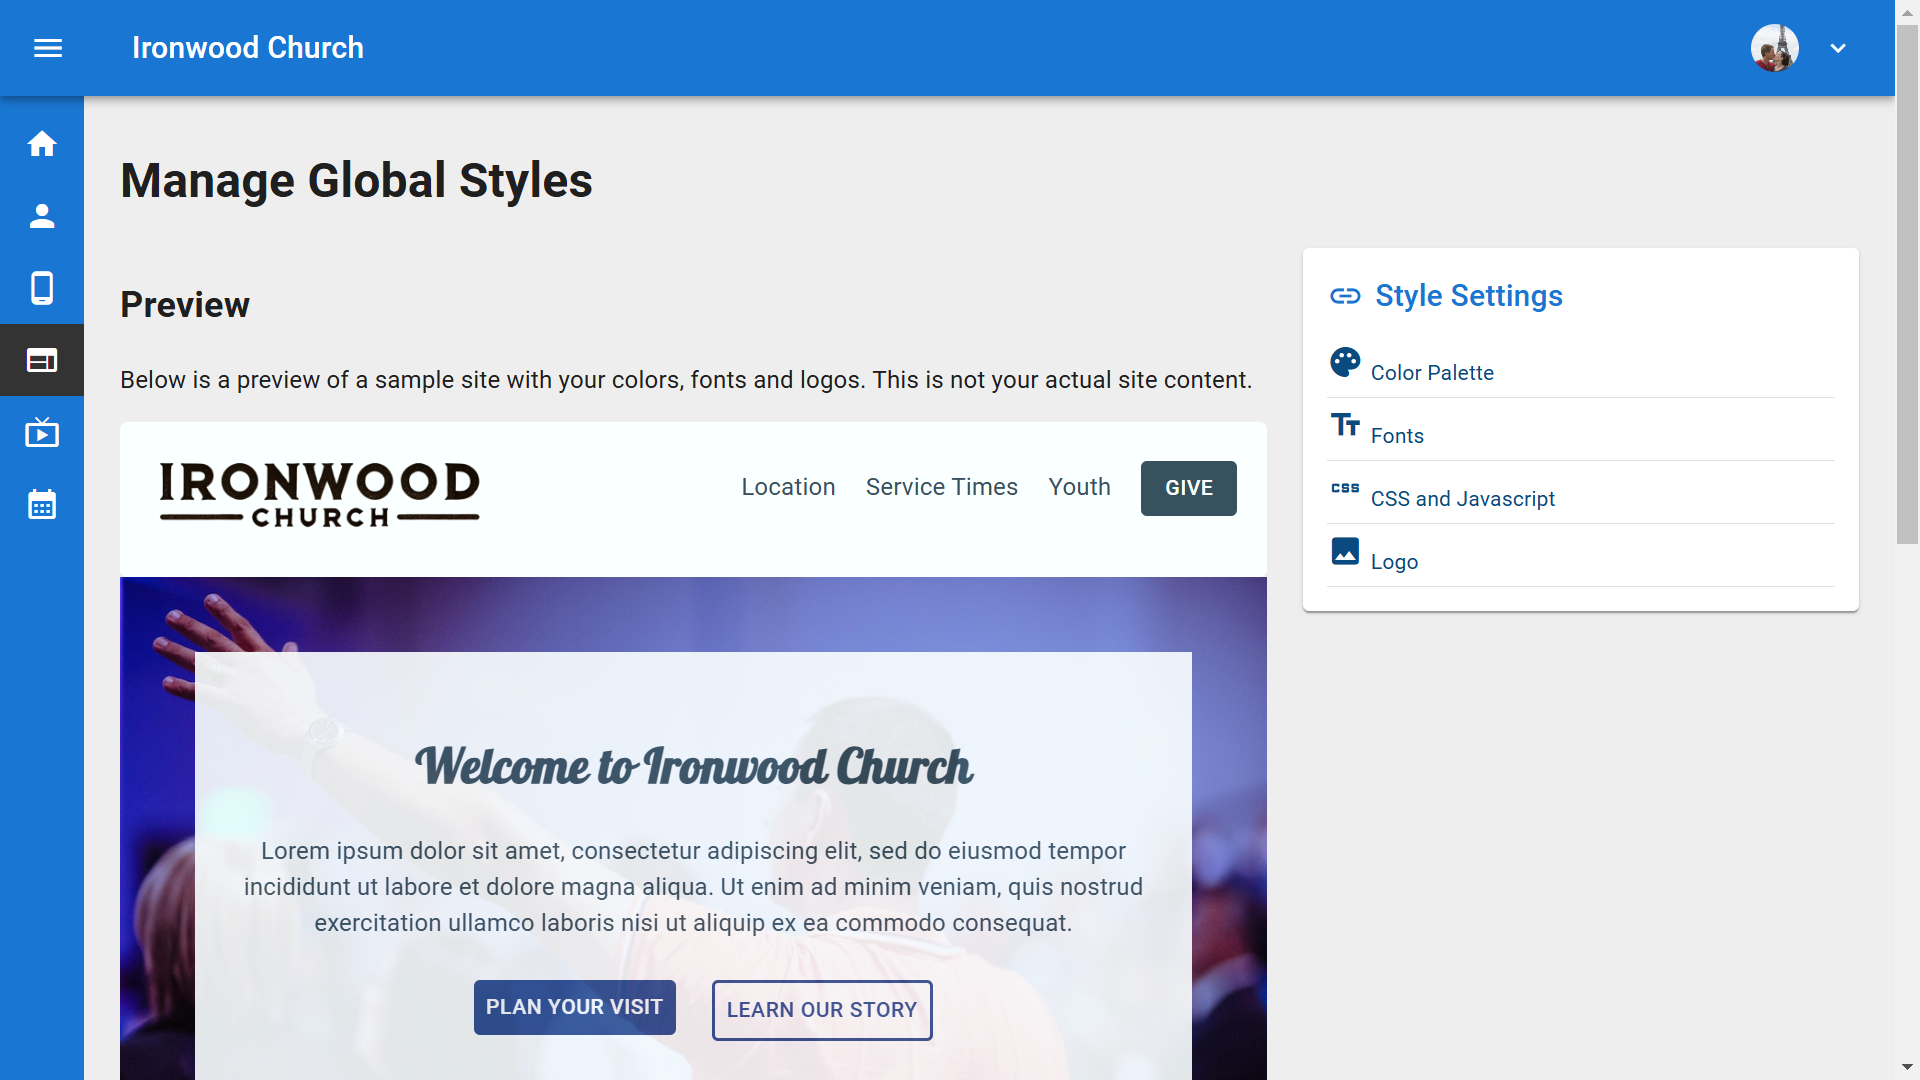 Ironwood Church
Manage Global Styles
Preview
Below is a preview of a sample site with your colors, fonts and logos. This is not your actual site content.
IRONWOOD
CHURCH
Location Service Times Youth GIVE
Welcome to Ironwood Church
Lorem ipsum dolor sit amet, consectetur adipiscing elit, sed do eiusmod tempor
incididunt ut labore et dolore magna aliqua. Ut enim ad minim veniam, quis nostrud
exercitation ullamco laboris nisi ut aliquip ex ea commodo consequat.
PLAN YOUR VISIT LEARN OUR STORY
Style Settings
Color Palette
TT Fonts
CSS CSS and Javascript
Logo